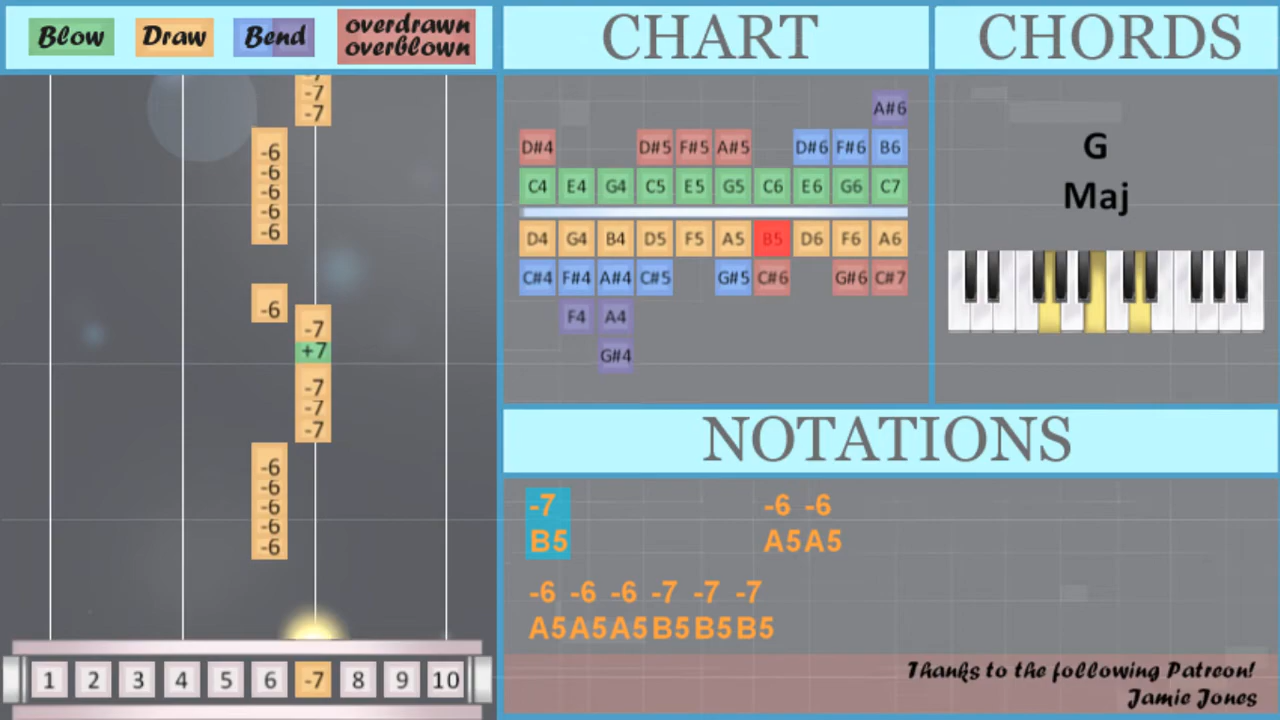 Blow Draw Bend overdrawn
overblown
-7
-7
-7
-6
-6
-6
-6
-6
-6
-7
+7
-7
-7
-7
-6
-6
-6
-6
-6
1 2 3 4 5 6 -7 8 9 10
CHART
A#6
D#4 D#5 F#5 A#5 D#6 F#6 B6
C4 E4 G4 C5 E5 G5 C6 E6 G6 C7
D4 G4 B4 D5 F5 A5 B5 D6 F6 A6
C#4 F#4 A#4 C#5 G#5 C#6 G#6 C#7
F4 A4
G#4
CHORDS
G
Maj
NOTATIONS
-7 -6 -6
B5 A5A5
-6 -6 -6 -7 -7 -7
A5A5A5B5B5B5
Thanks to the following Patreon!
Jamie Jones